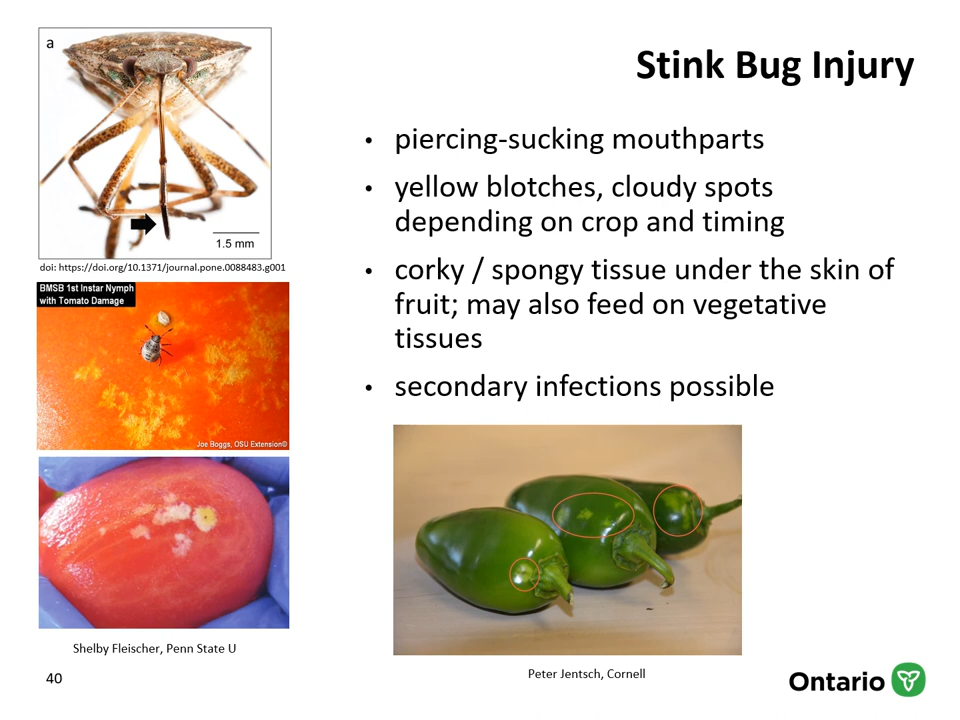 a
1.5 mm
doi: https://doi.org/10.1371/journal.pone.0088483.g001
BMSB 1st Instar Nymph
with Tomato Damage
Joe Boggs, OSU Extension©
Shelby Fleischer, Penn State U
40
Stink Bug Injury
• piercing-sucking mouthparts
• yellow blotches, cloudy spots
depending on crop and timing
• corky / spongy tissue under the skin of
fruit; may also feed on vegetative
tissues
• secondary infections possible
Peter Jentsch, Cornell
Ontario